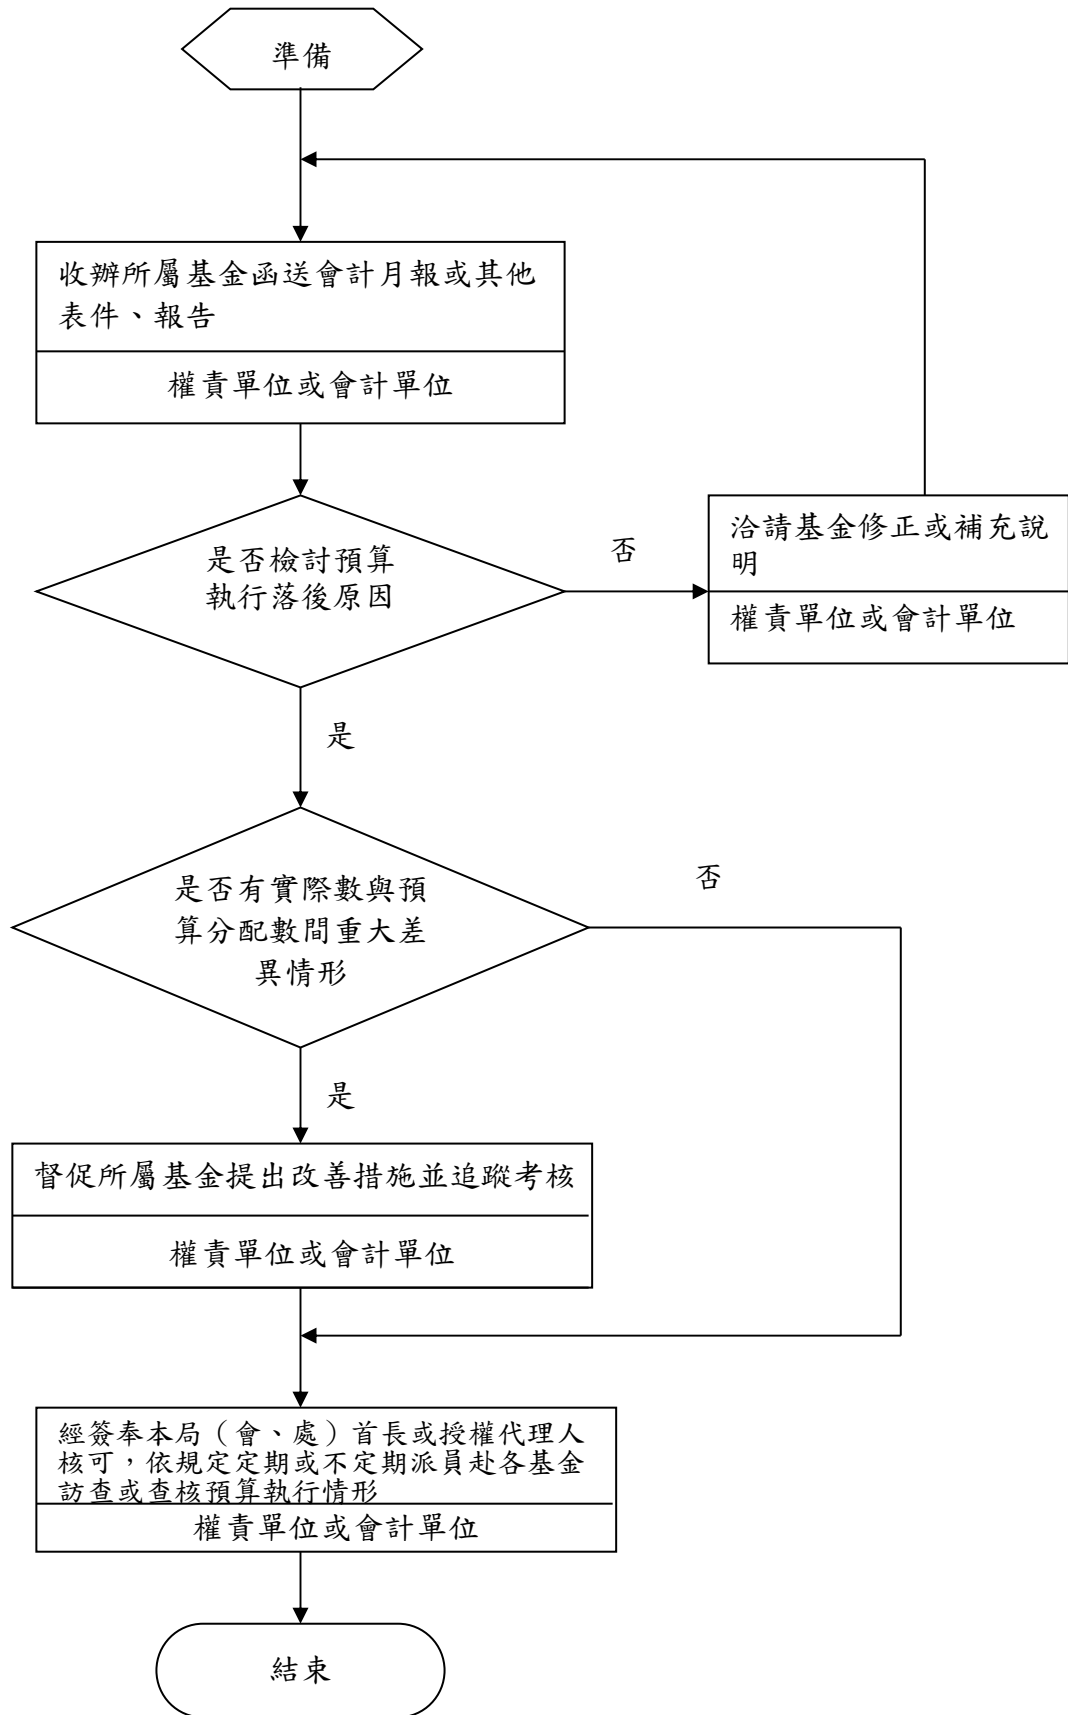 準備
收辦所屬基金函送會計月報或其他
表件、報告
權責單位或會計單位
是否檢討預算
執行落後原因
否
洽請基金修正或補充說
明
權責單位或會計單位
是
是否有實際數與預
算分配數間重大差
異情形
否
是
督促所屬基金提出改善措施並追蹤考核
權責單位或會計單位
經簽奉本局（會、處）首長或授權代理人
核可，依規定定期或不定期派員赴各基金
訪查或查核預算執行情形
權責單位或會計單位
結束